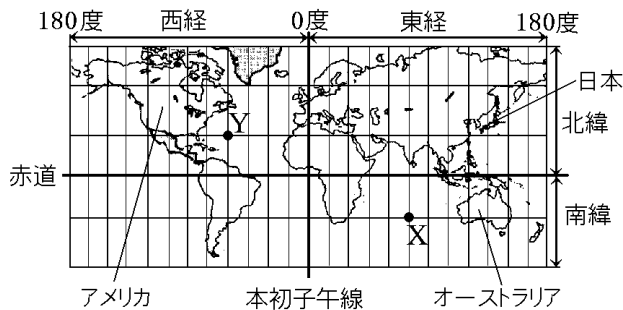 180度 西経 0度 東経 180度
日本
北緯
Y
赤道
南緯
X
アメリカ 本初子午線 オーストラリア